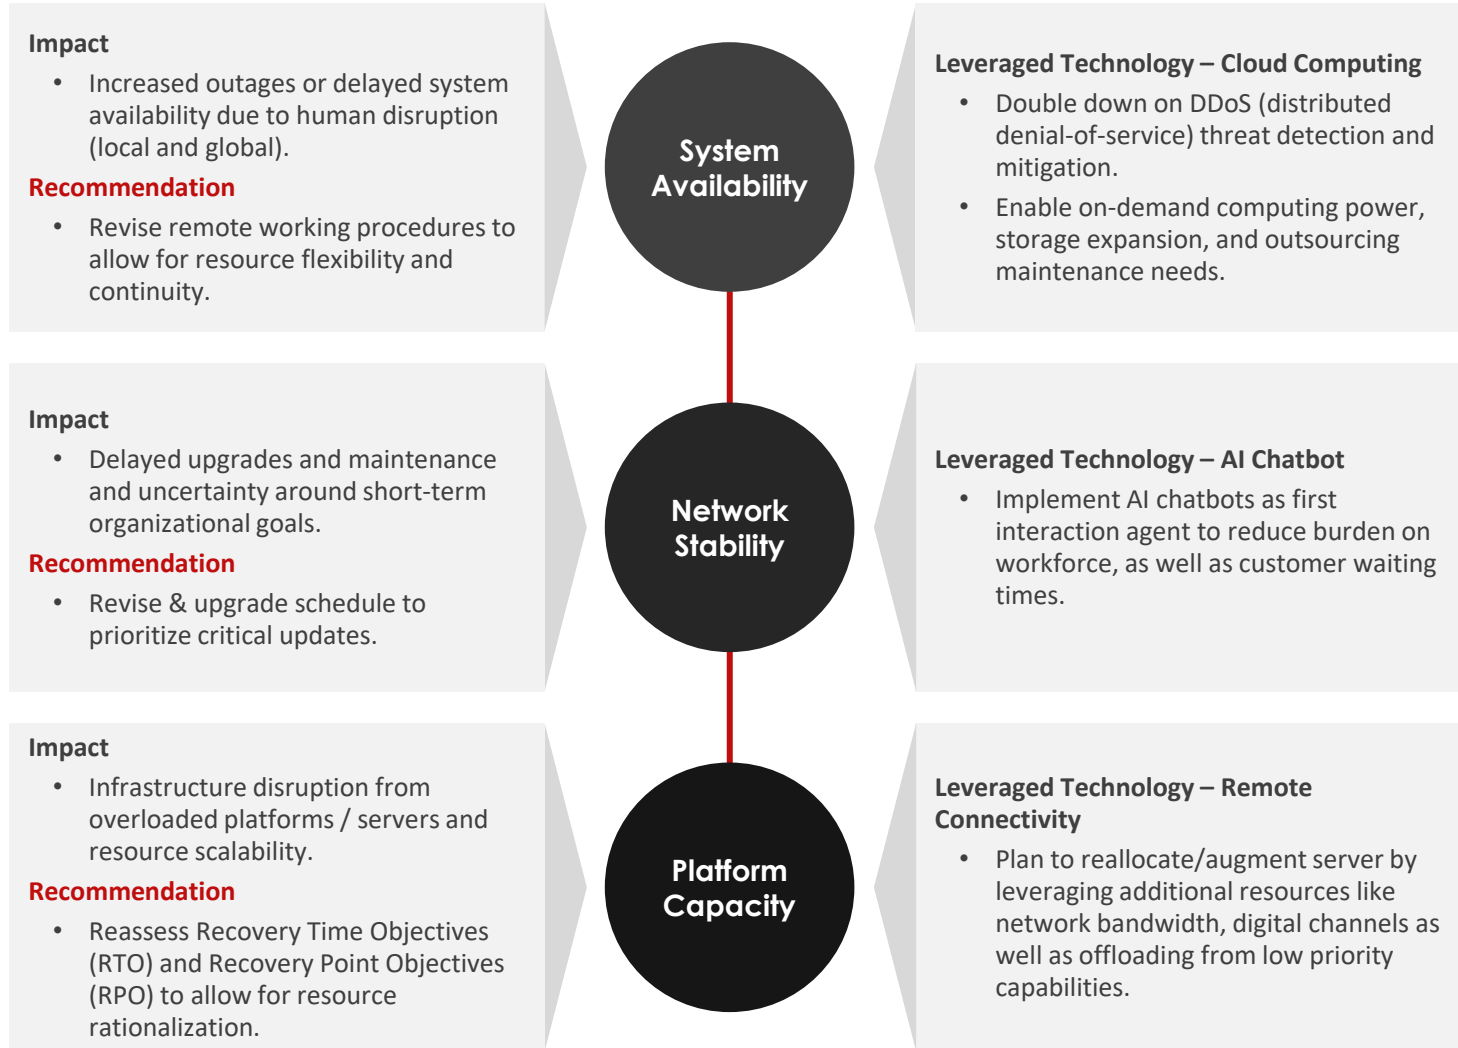 Impact
• Increased outages or delayed system
availability due to human disruption
(local and global).
Recommendation
• Revise remote working procedures to
allow for resource flexibility and
continuity.
System
Availability
Leveraged Technology – Cloud Computing
• Double down on DDoS (distributed
denial-of-service) threat detection and
mitigation.
• Enable on-demand computing power,
storage expansion, and outsourcing
maintenance needs.
Impact
• Delayed upgrades and maintenance
and uncertainty around short-term
organizational goals.
Recommendation
• Revise & upgrade schedule to
prioritize critical updates.
Network
Stability
Leveraged Technology – AI Chatbot
• Implement AI chatbots as first
interaction agent to reduce burden on
workforce, as well as customer waiting
times.
Impact
• Infrastructure disruption from
overloaded platforms / servers and
resource scalability.
Recommendation
• Reassess Recovery Time Objectives
(RTO) and Recovery Point Objectives
(RPO) to allow for resource
rationalization.
Platform
Capacity
Leveraged Technology – Remote
Connectivity
• Plan to reallocate/augment server by
leveraging additional resources like
network bandwidth, digital channels as
well as offloading from low priority
capabilities.